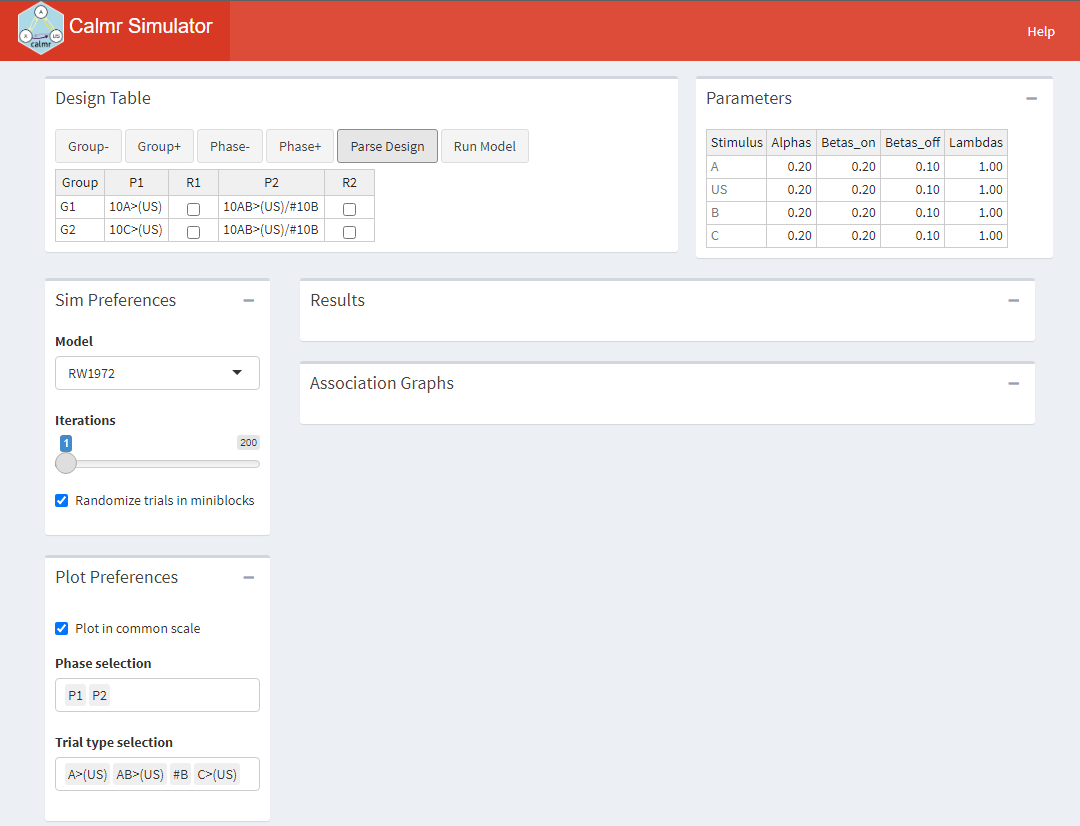 A
X
US
calmr
Calmr Simulator
Help
Design Table
Group-
Group+
Phase-
Phase+
Parse Design
Run Model
Group P1 R1 P2 R2
G1 10A>(US) 10AB>(US)/#10B
G2 10C>(US) 10AB>(US)/#10B
Parameters
Stimulus Alphas Betas_on Betas_off Lambdas
A 0.20 0.20 0.10 1.00
US 0.20 0.20 0.10 1.00
B 0.20 0.20 0.10 1.00
C 0.20 0.20 0.10 1.00
Sim Preferences
Model
RW1972
Iterations
1 200
Randomize trials in miniblocks
Results
Association Graphs
Plot Preferences
Plot in common scale
Phase selection
P1 P2
Trial type selection
A>(US) AB>(US) #B C>(US)